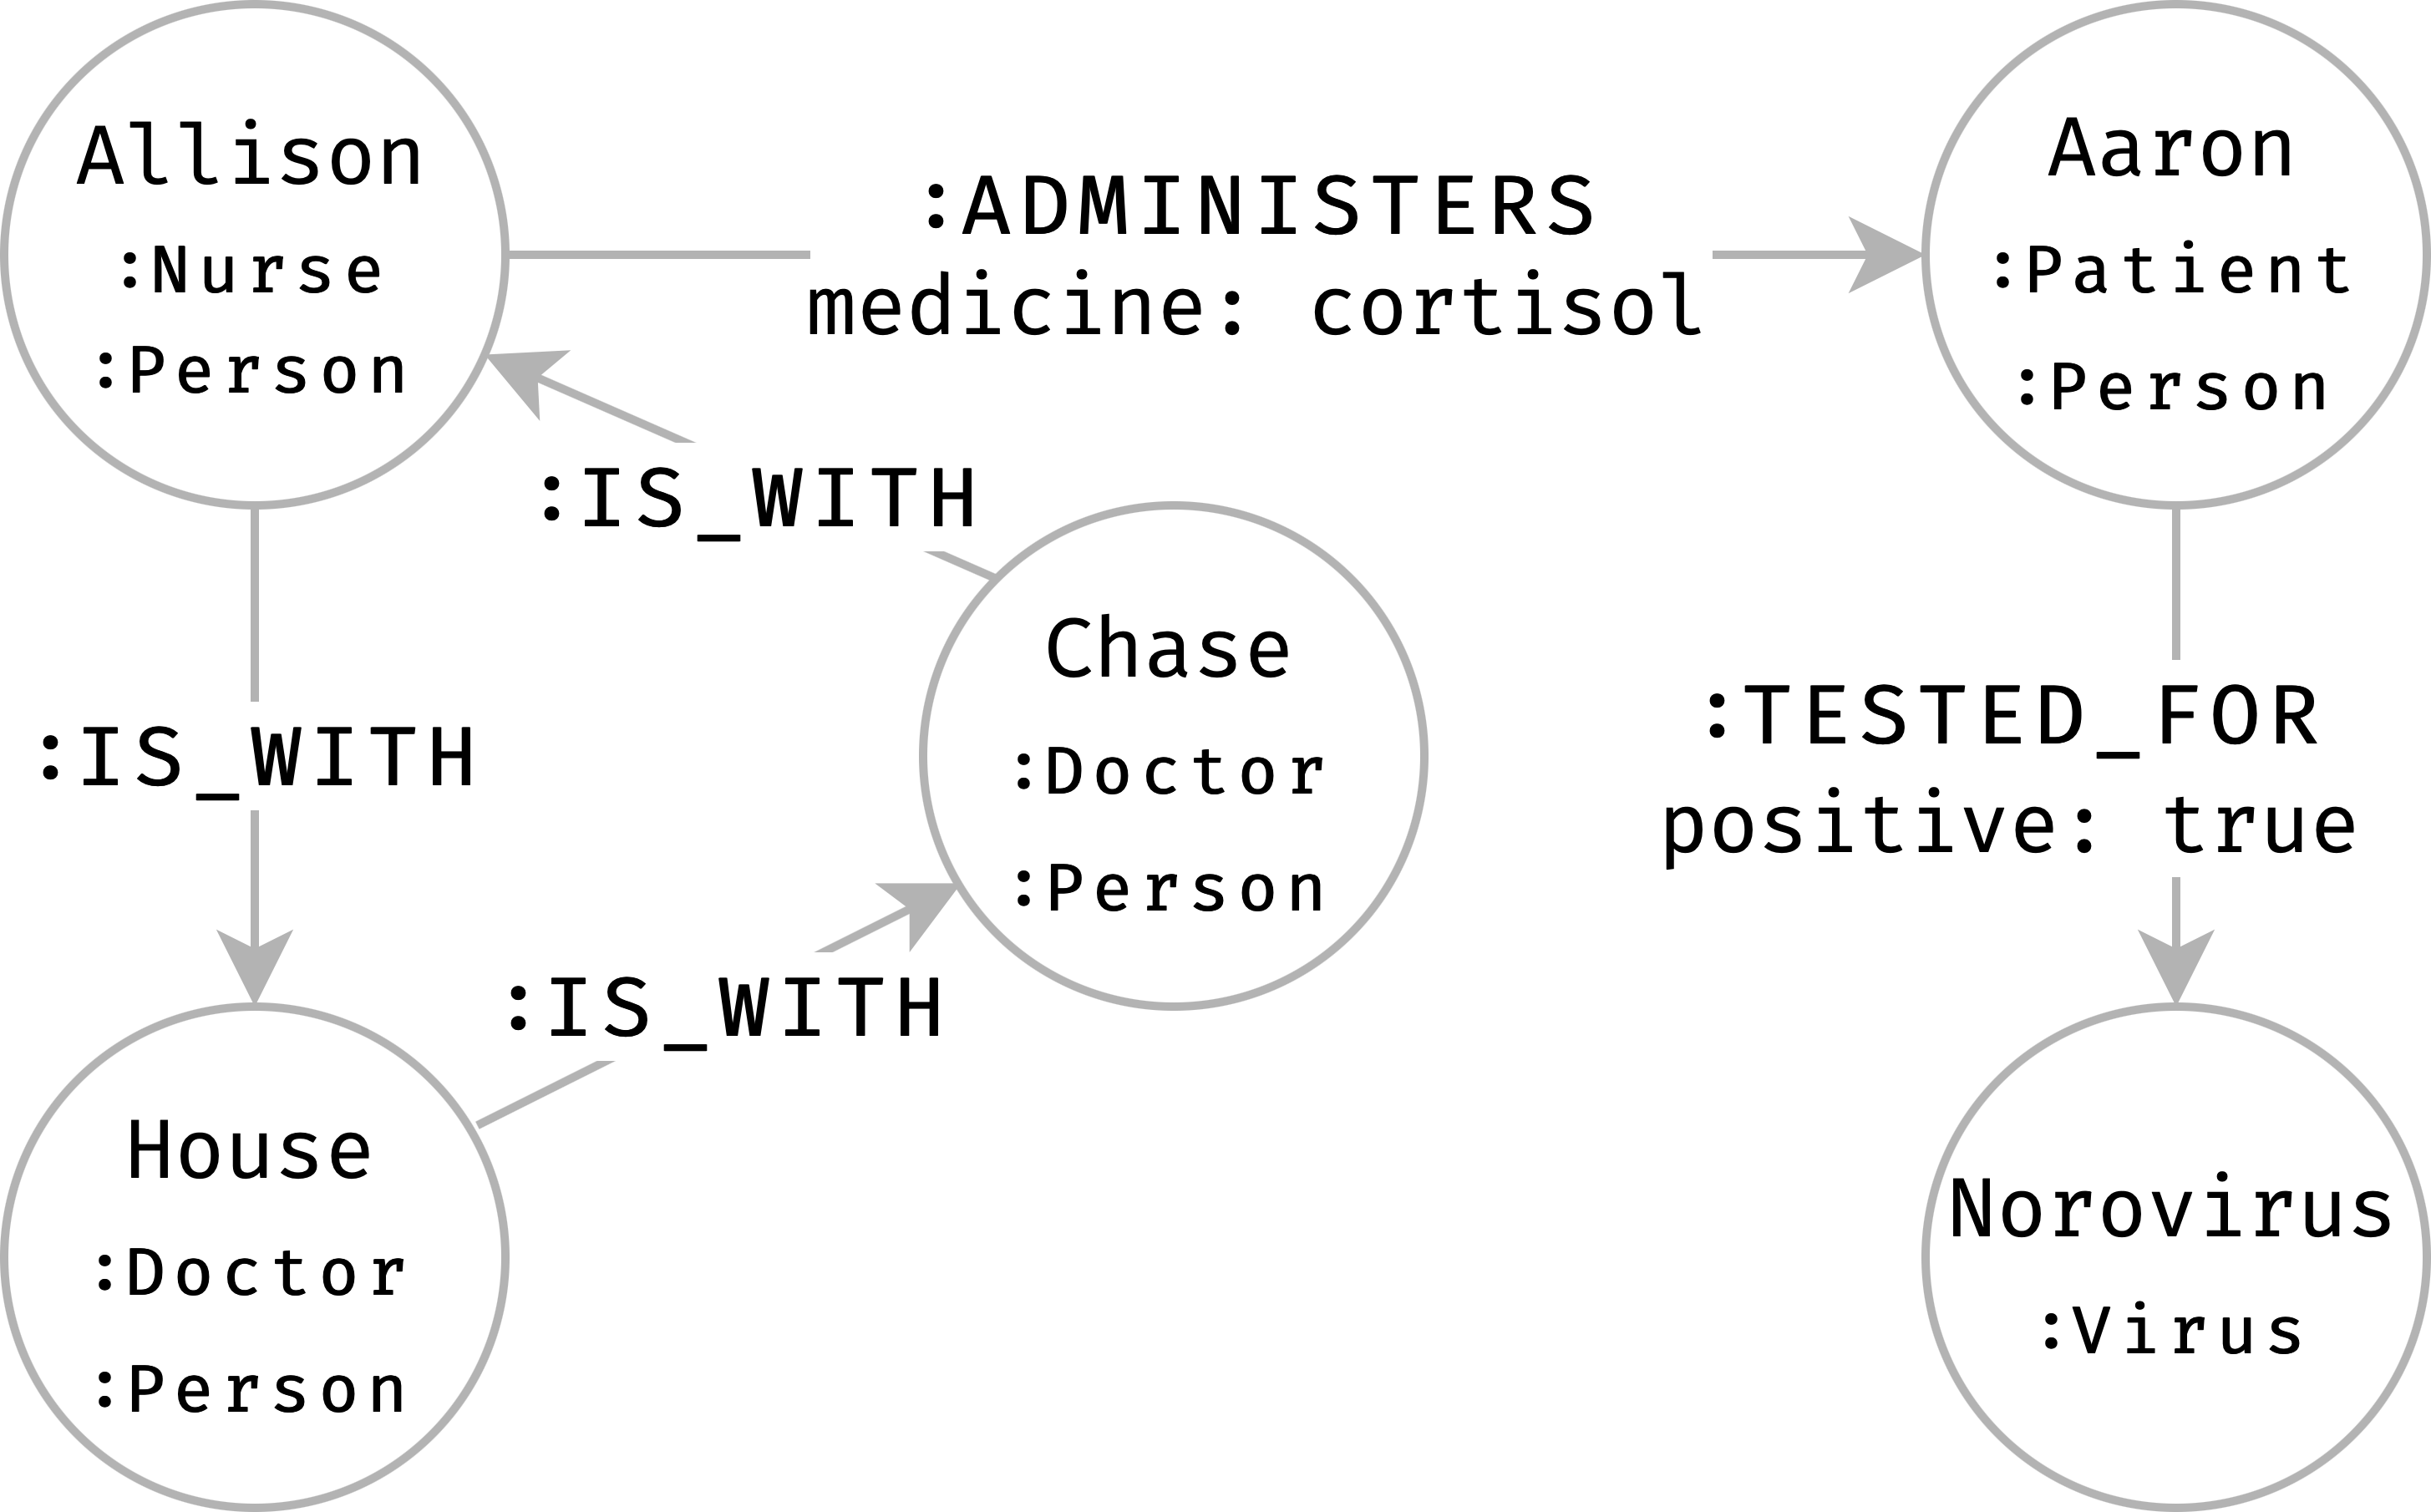 Allison
:Nurse
:Person
:ADMINISTERS
medicine: cortisol
Aaron
:Patient
:Person
:IS_WITH
Chase
:Doctor
:Person
:IS_WITH
:TESTED_FOR
positive: true
:IS_WITH
House
:Doctor
:Person
Norovirus
:Virus